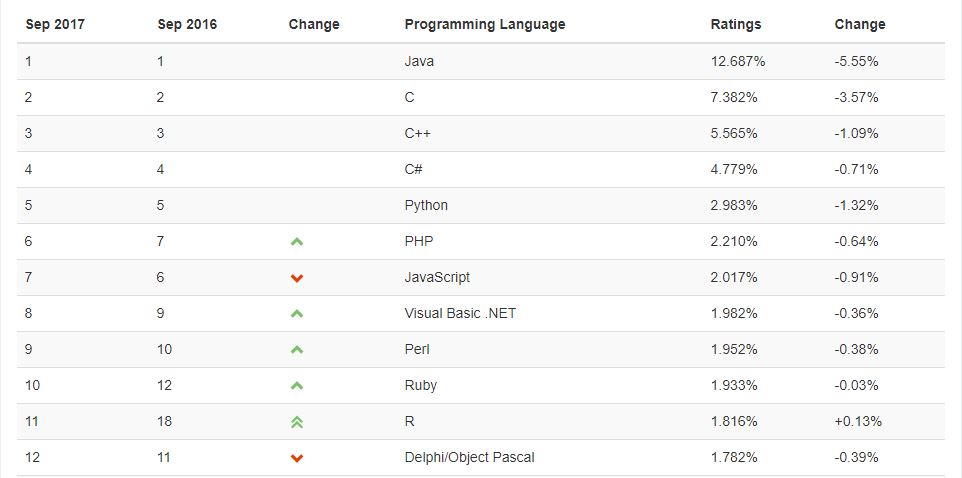 Sep 2017 Sep 2016 Change Programming Language Ratings Change
1 1 Java 12.687% -5.55%
2 2 C 7.382% -3.57%
3 3 C++ 5.565% -1.09%
4 4 C# 4.779% -0.71%
5 5 Python 2.983% -1.32%
6 7 PHP 2.210% -0.64%
7 6 JavaScript 2.017% -0.91%
8 9 Visual Basic .NET 1.982% -0.36%
9 10 Perl 1.952% -0.38%
10 12 Ruby 1.933% -0.03%
11 18 R 1.816% +0.13%
12 11 Delphi/Object Pascal 1.782% -0.39%